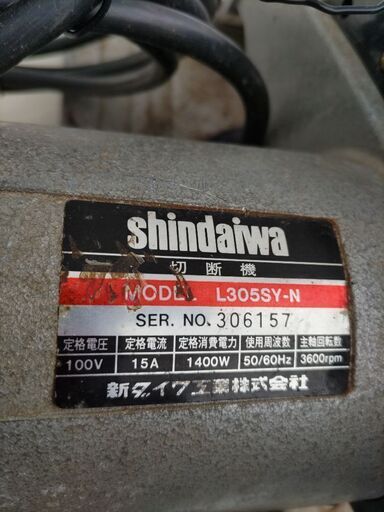 shindaiwa
切断機
MODEL L305SY-N
SER. NO. 306157
定格電圧 定格電流 定格消費電力 使用周波数 主軸回転数
100V 15A 1400W 50/60Hz 3600rpm
新ダイワ工業株式会社